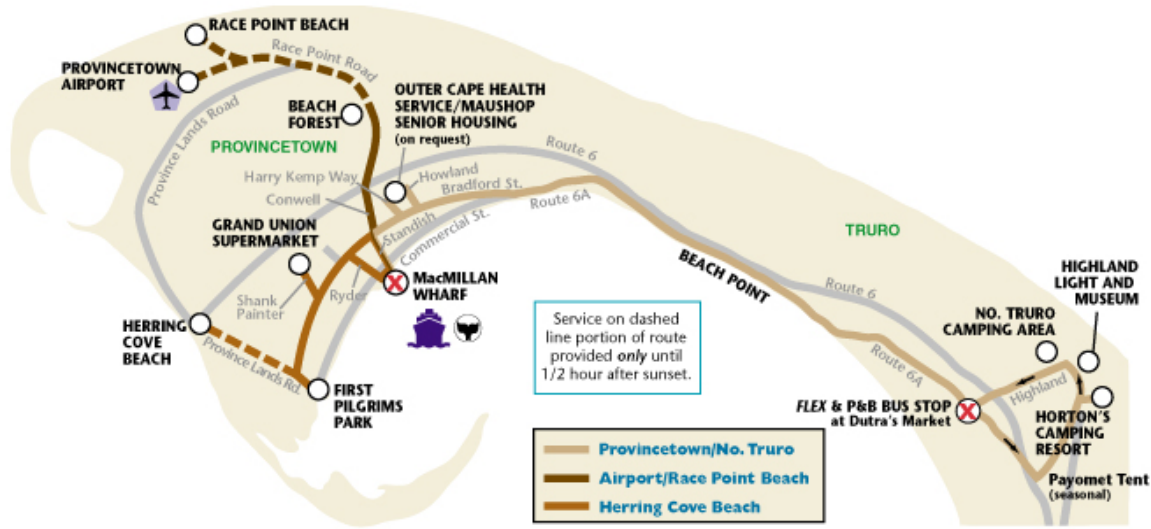 RACE POINT BEACH
Race Point Road
PROVINCETOWN
AIRPORT
OUTER CAPE HEALTH
SERVICE/MAUSHOP
SENIOR HOUSING
(on request)
BEACH
FOREST
Province Lands Road
PROVINCETOWN
Route 6
Harry Kemp Way
Howland
Bradford St.
Conwell
Route 6A
Standish
Commercial St.
GRAND UNION
SUPERMARKET
TRURO
BEACH POINT
HIGHLAND
LIGHT AND
MUSEUM
MacMILLAN
WHARF
Ryder
Shank
Painter
Route 6
NO. TRURO
CAMPING AREA
HERRING
COVE
BEACH
Province Lands Rd.
Service on dashed
line portion of route
provided only until
1/2 hour after sunset.
Route 6A
Highland
FIRST
PILGRIMS
PARK
FLEX & P&B BUS STOP
at Dutra's Market
HORTON'S
CAMPING
RESORT
Payomet Tent
(seasonal)
Provincetown/No. Truro
Airport/Race Point Beach
Herring Cove Beach